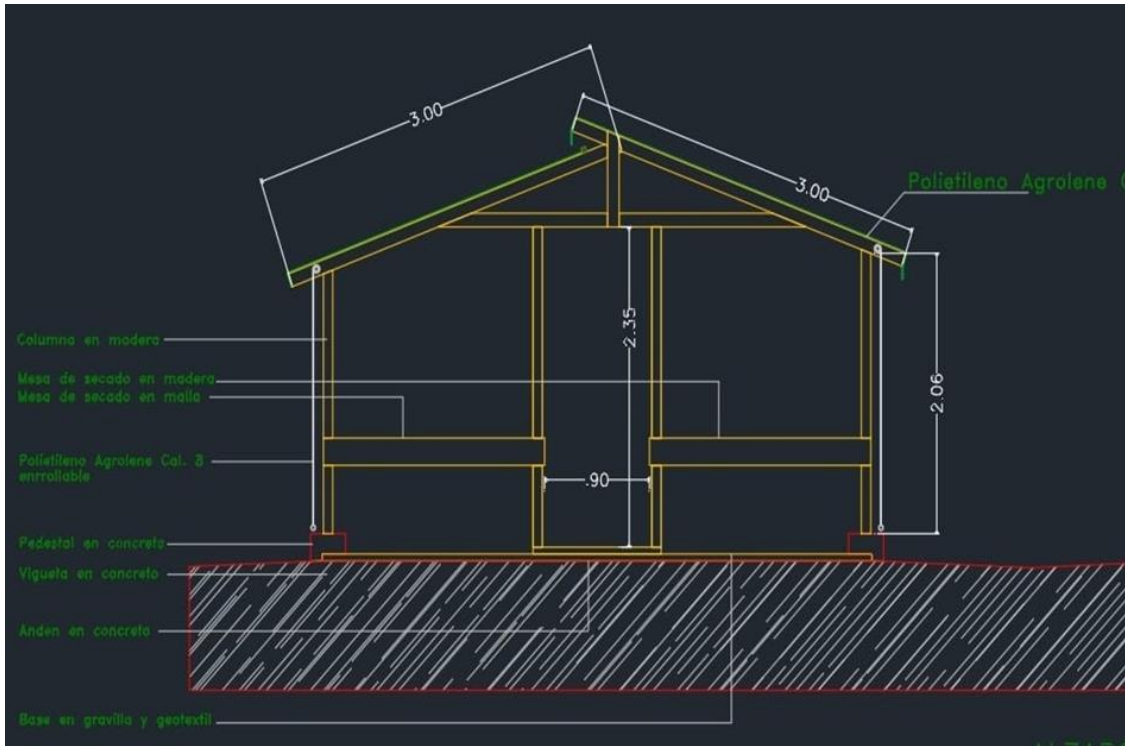 3.00
3.00
Polietileno Agrolene
2.35
2.06
.90
Columna en madera
Mesa de secado en madera
Mesa de secado en malla
Polietileno Agrolene Cal. 3
enrrollable
Pedestal en concreto
Vigueta en concreto
Anden en concreto
Base en gravilla y geotextil